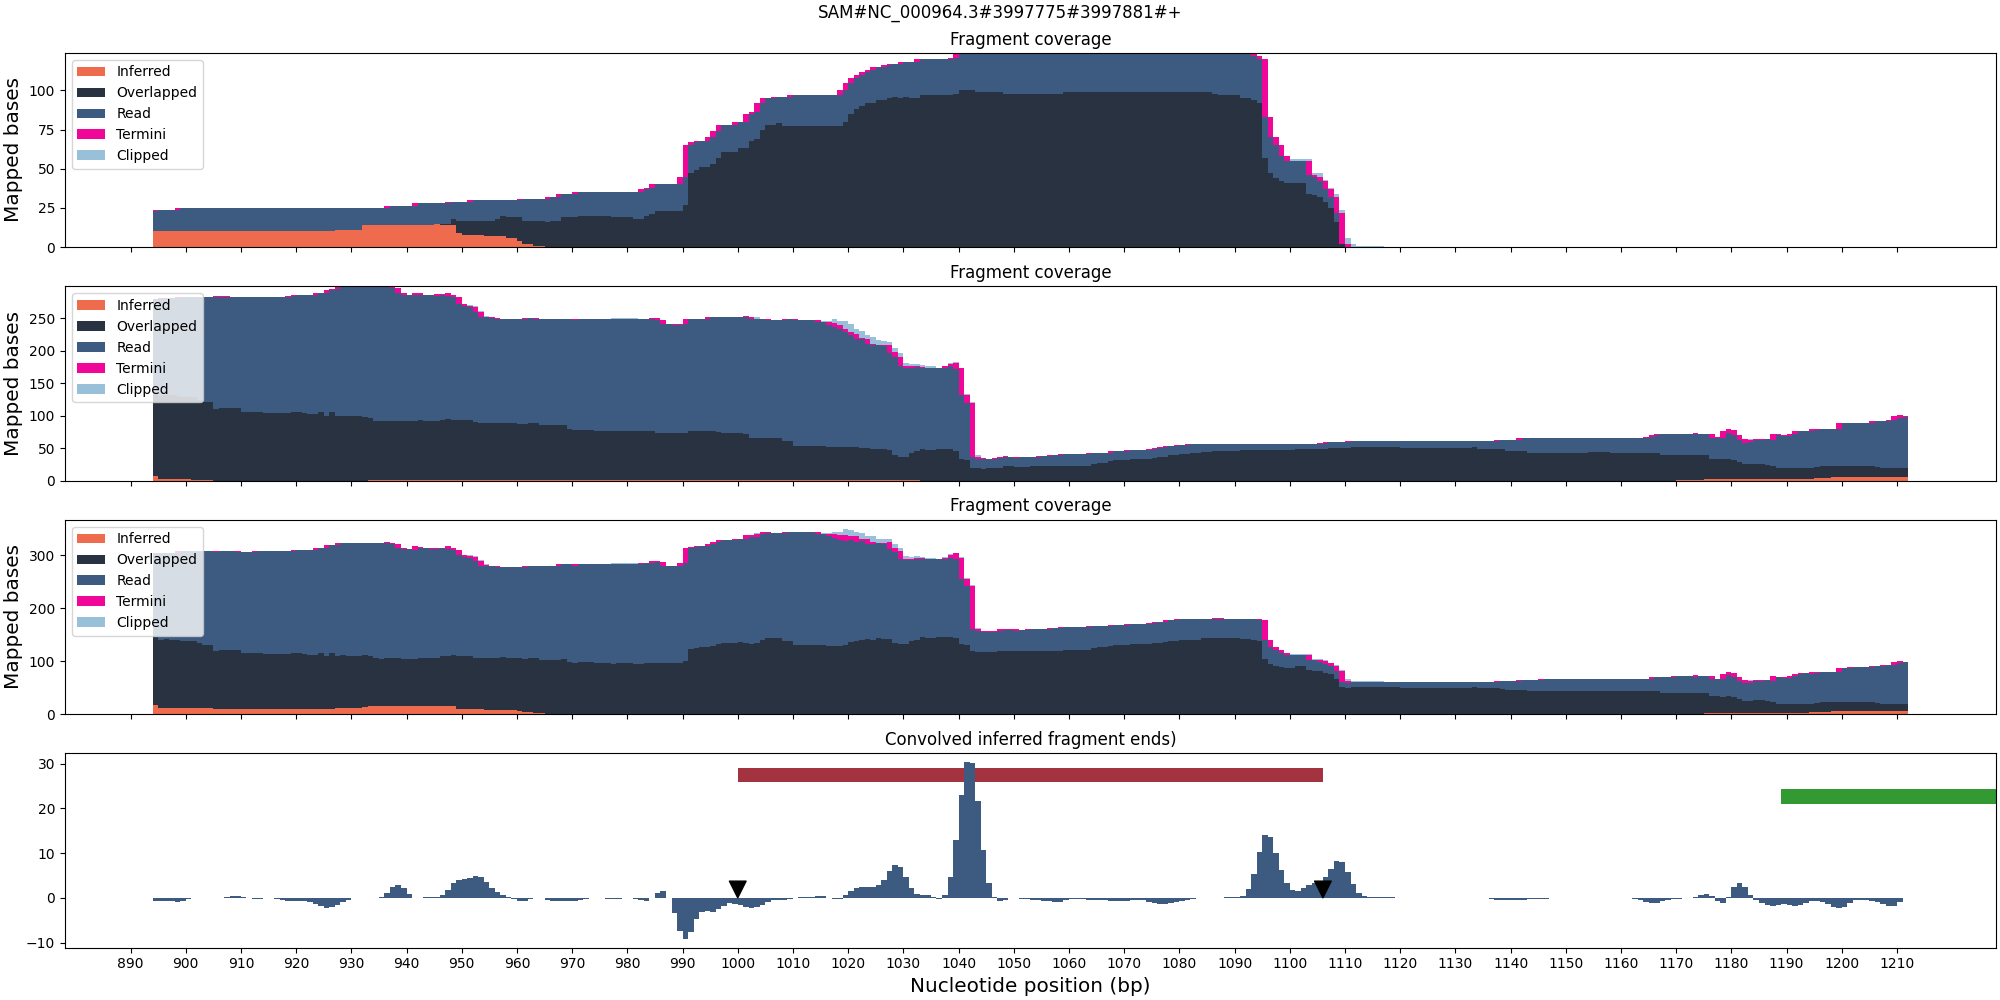 SAM#NC_000964.3#3997775#3997881#+
Fragment coverage
Mapped bases
100
75
50
25
0
Inferred
Overlapped
Read
Termini
Clipped
Fragment coverage
Mapped bases
250
200
150
100
50
0
Inferred
Overlapped
Read
Termini
Clipped
Fragment coverage
Mapped bases
300
200
100
0
Inferred
Overlapped
Read
Termini
Clipped
Convolved inferred fragment ends)
30
20
10
0
−10
890 900 910 920 930 940 950 960 970 980 990 1000 1010 1020 1030 1040 1050 1060 1070 1080 1090 1100 1110 1120 1130 1140 1150 1160 1170 1180 1190 1200 1210
Nucleotide position (bp)